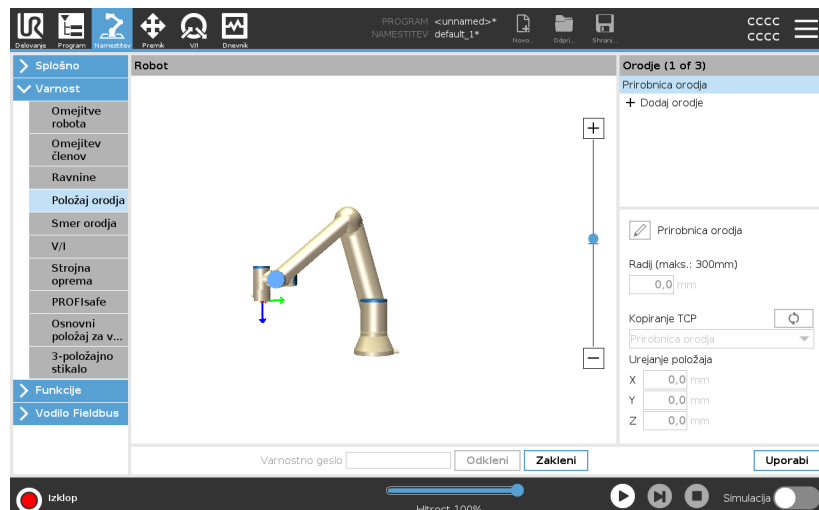 PROGRAM <unnamed>*
NAMESTITEV default_1*
Delovanje Program Namestitev Premik V/I Dnevnik Novo... Odpri... Shrani...
cccc
cccc
Splošno
Varnost
Omejitve
robota
Omejitev
členov
Ravnine
Položaj orodja
Smer orodja
V/I
Strojna
oprema
PROFIsafe
Osnovni
položaj za v...
3-položajno
stikalo
Funkcije
Vodilo Fieldbus
Robot
Orodje (1 of 3)
Prirobnica orodja
+ Dodaj orodje
Prirobnica orodja
Radij (maks.: 300mm)
0,0 mm
Kopiranje TCP
Prirobnica orodja
Urejanje položaja
X 0,0 mm
Y 0,0 mm
Z 0,0 mm
Varnostno geslo Odkleni Zakleni Uporabi
Izklop
Hitrost 100%
Simulacija